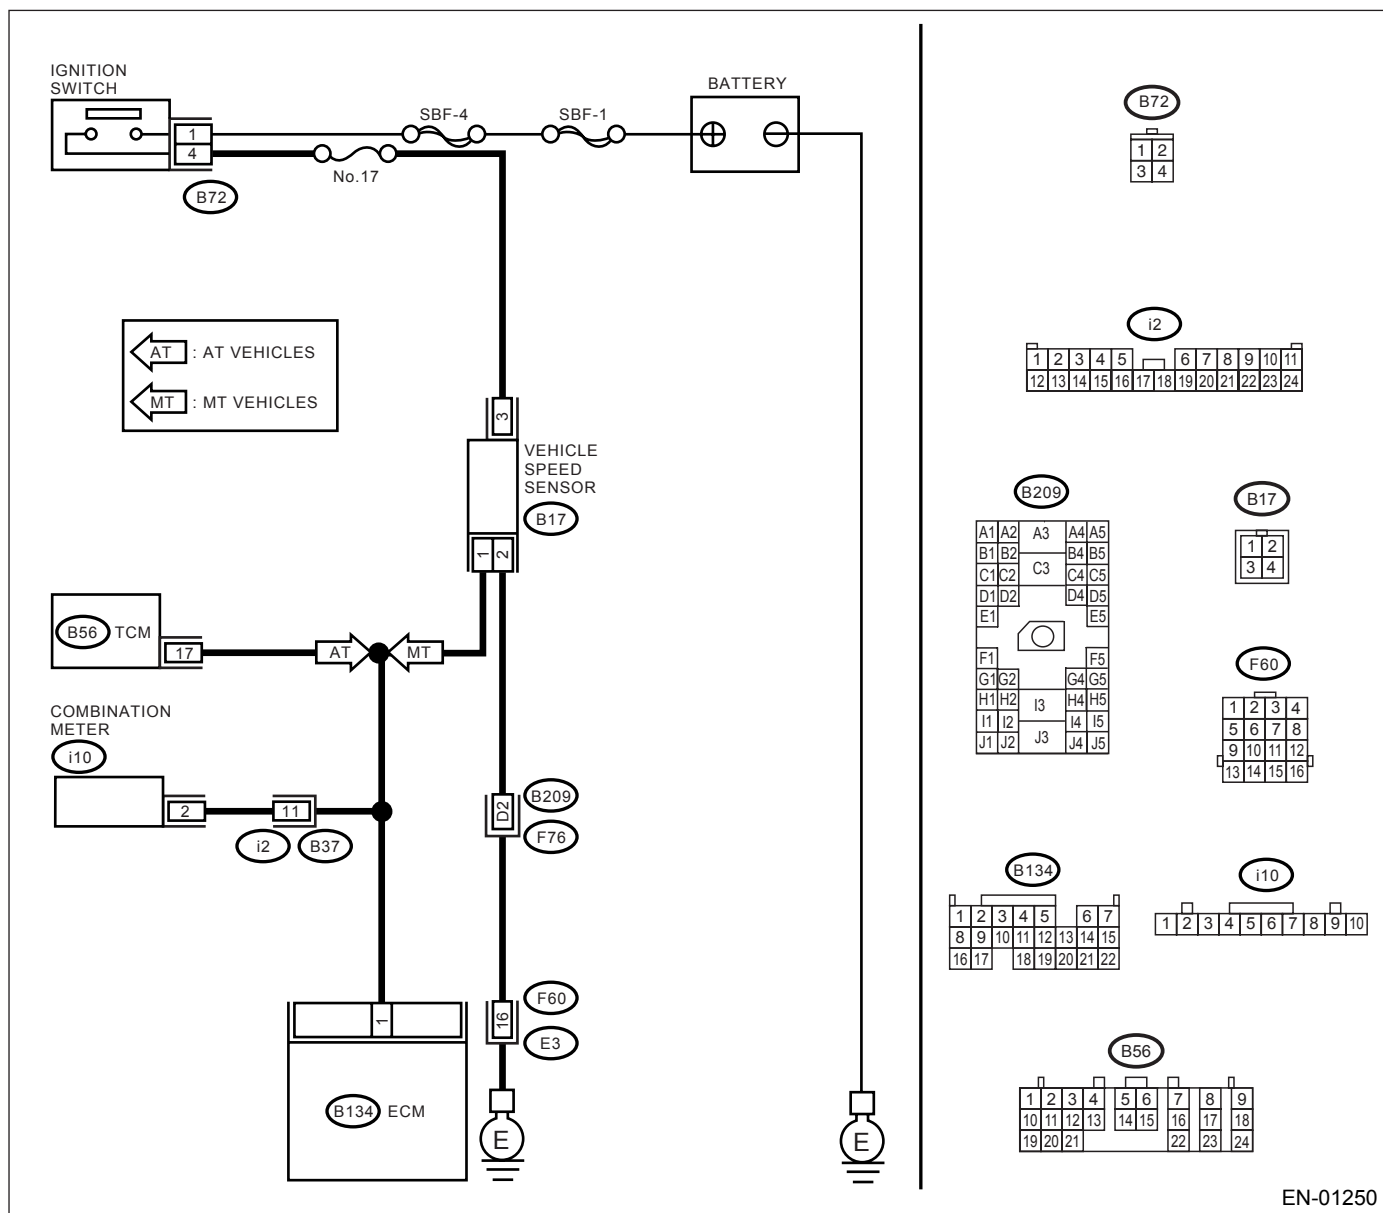 IGNITION
SWITCH
1
4
B72
SBF-4
SBF-1
No.17
BATTERY
AT : AT VEHICLES
MT : MT VEHICLES
3
VEHICLE
SPEED
SENSOR
B17
1 2
B56 TCM
17
AT MT
COMBINATION
METER
i10
2
11
i2 B37
D2
B209
F76
1
16
F60
E3
B134 ECM
E
E
B72
1 2
3 4
i2
1 2 3 4 5 6 7 8 9 10 11
12 13 14 15 16 17 18 19 20 21 22 23 24
B209
A1 A2 A3 A4 A5
B1 B2 B4 B5
C1 C2 C3 C4 C5
D1 D2 D4 D5
E1 E5
F1 F5
G1 G2 G4 G5
H1 H2 I3 H4 H5
I1 I2 I4 I5
J1 J2 J3 J4 J5
B17
1 2
3 4
F60
1 2 3 4
5 6 7 8
9 10 11 12
13 14 15 16
B134
1 2 3 4 5 6 7
8 9 10 11 12 13 14 15
16 17 18 19 20 21 22
i10
1 2 3 4 5 6 7 8 9 10
B56
1 2 3 4 5 6 7 8 9
10 11 12 13 14 15 16 17 18
19 20 21 22 23 24
EN-01250